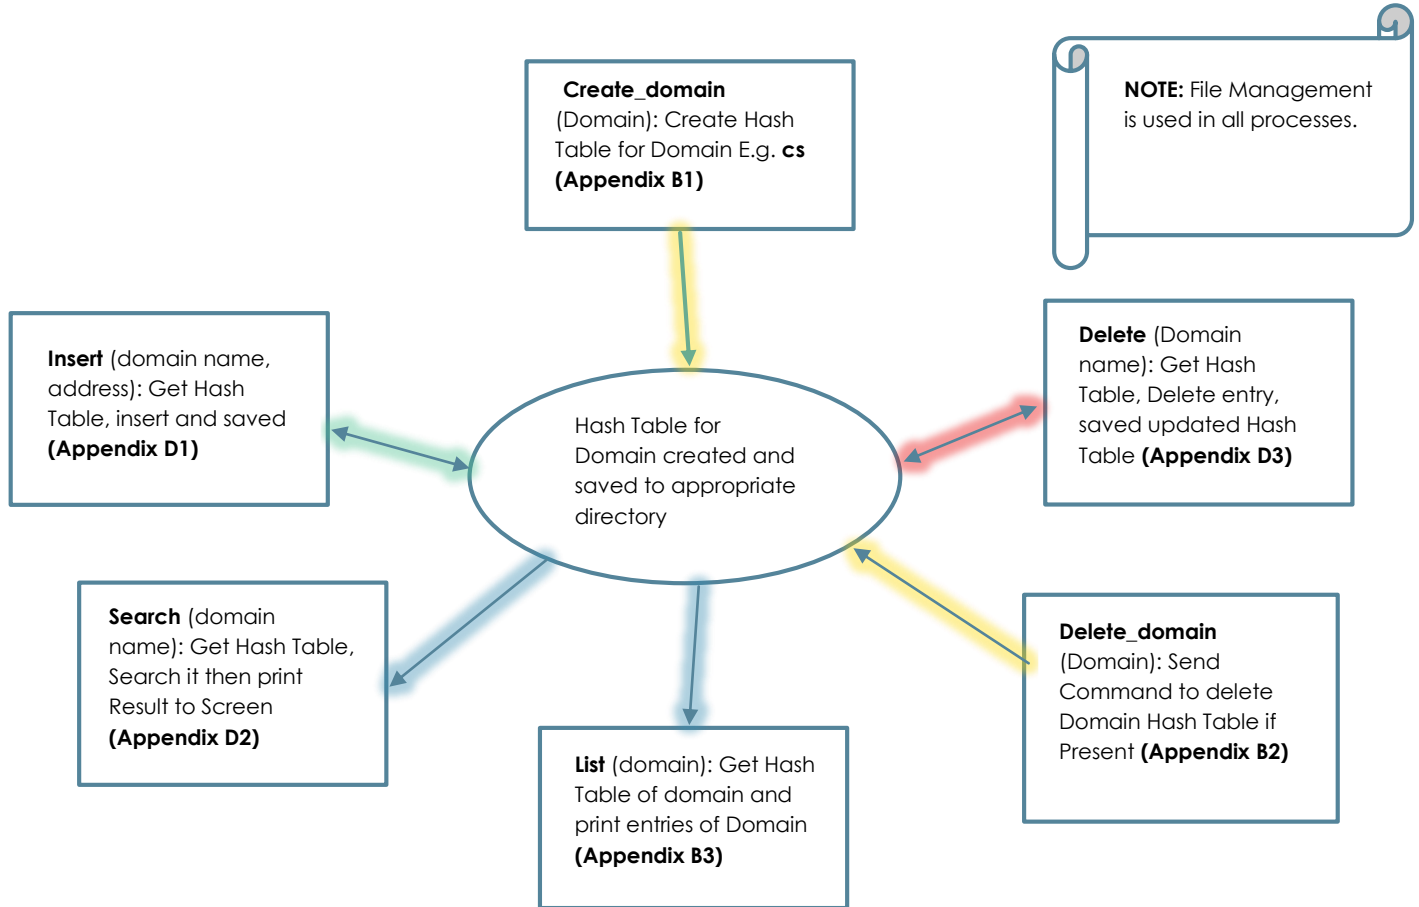 Create_domain
(Domain): Create Hash
Table for Domain E.g. cs
(Appendix B1)
NOTE: File Management
is used in all processes.
Insert (domain name,
address): Get Hash
Table, insert and saved
(Appendix D1)
Hash Table for
Domain created and
saved to appropriate
directory
Delete (Domain
name): Get Hash
Table, Delete entry,
saved updated Hash
Table (Appendix D3)
Search (domain
name): Get Hash Table,
Search it then print
Result to Screen
(Appendix D2)
List (domain): Get Hash
Table of domain and
print entries of Domain
(Appendix B3)
Delete_domain
(Domain): Send
Command to delete
Domain Hash Table if
Present (Appendix B2)